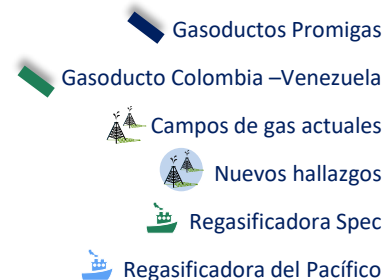 Gasoductos Promigas
Gasoducto Colombia –Venezuela
Campos de gas actuales
Nuevos hallazgos
Regasificadora Spec
Regasificadora del Pacífico